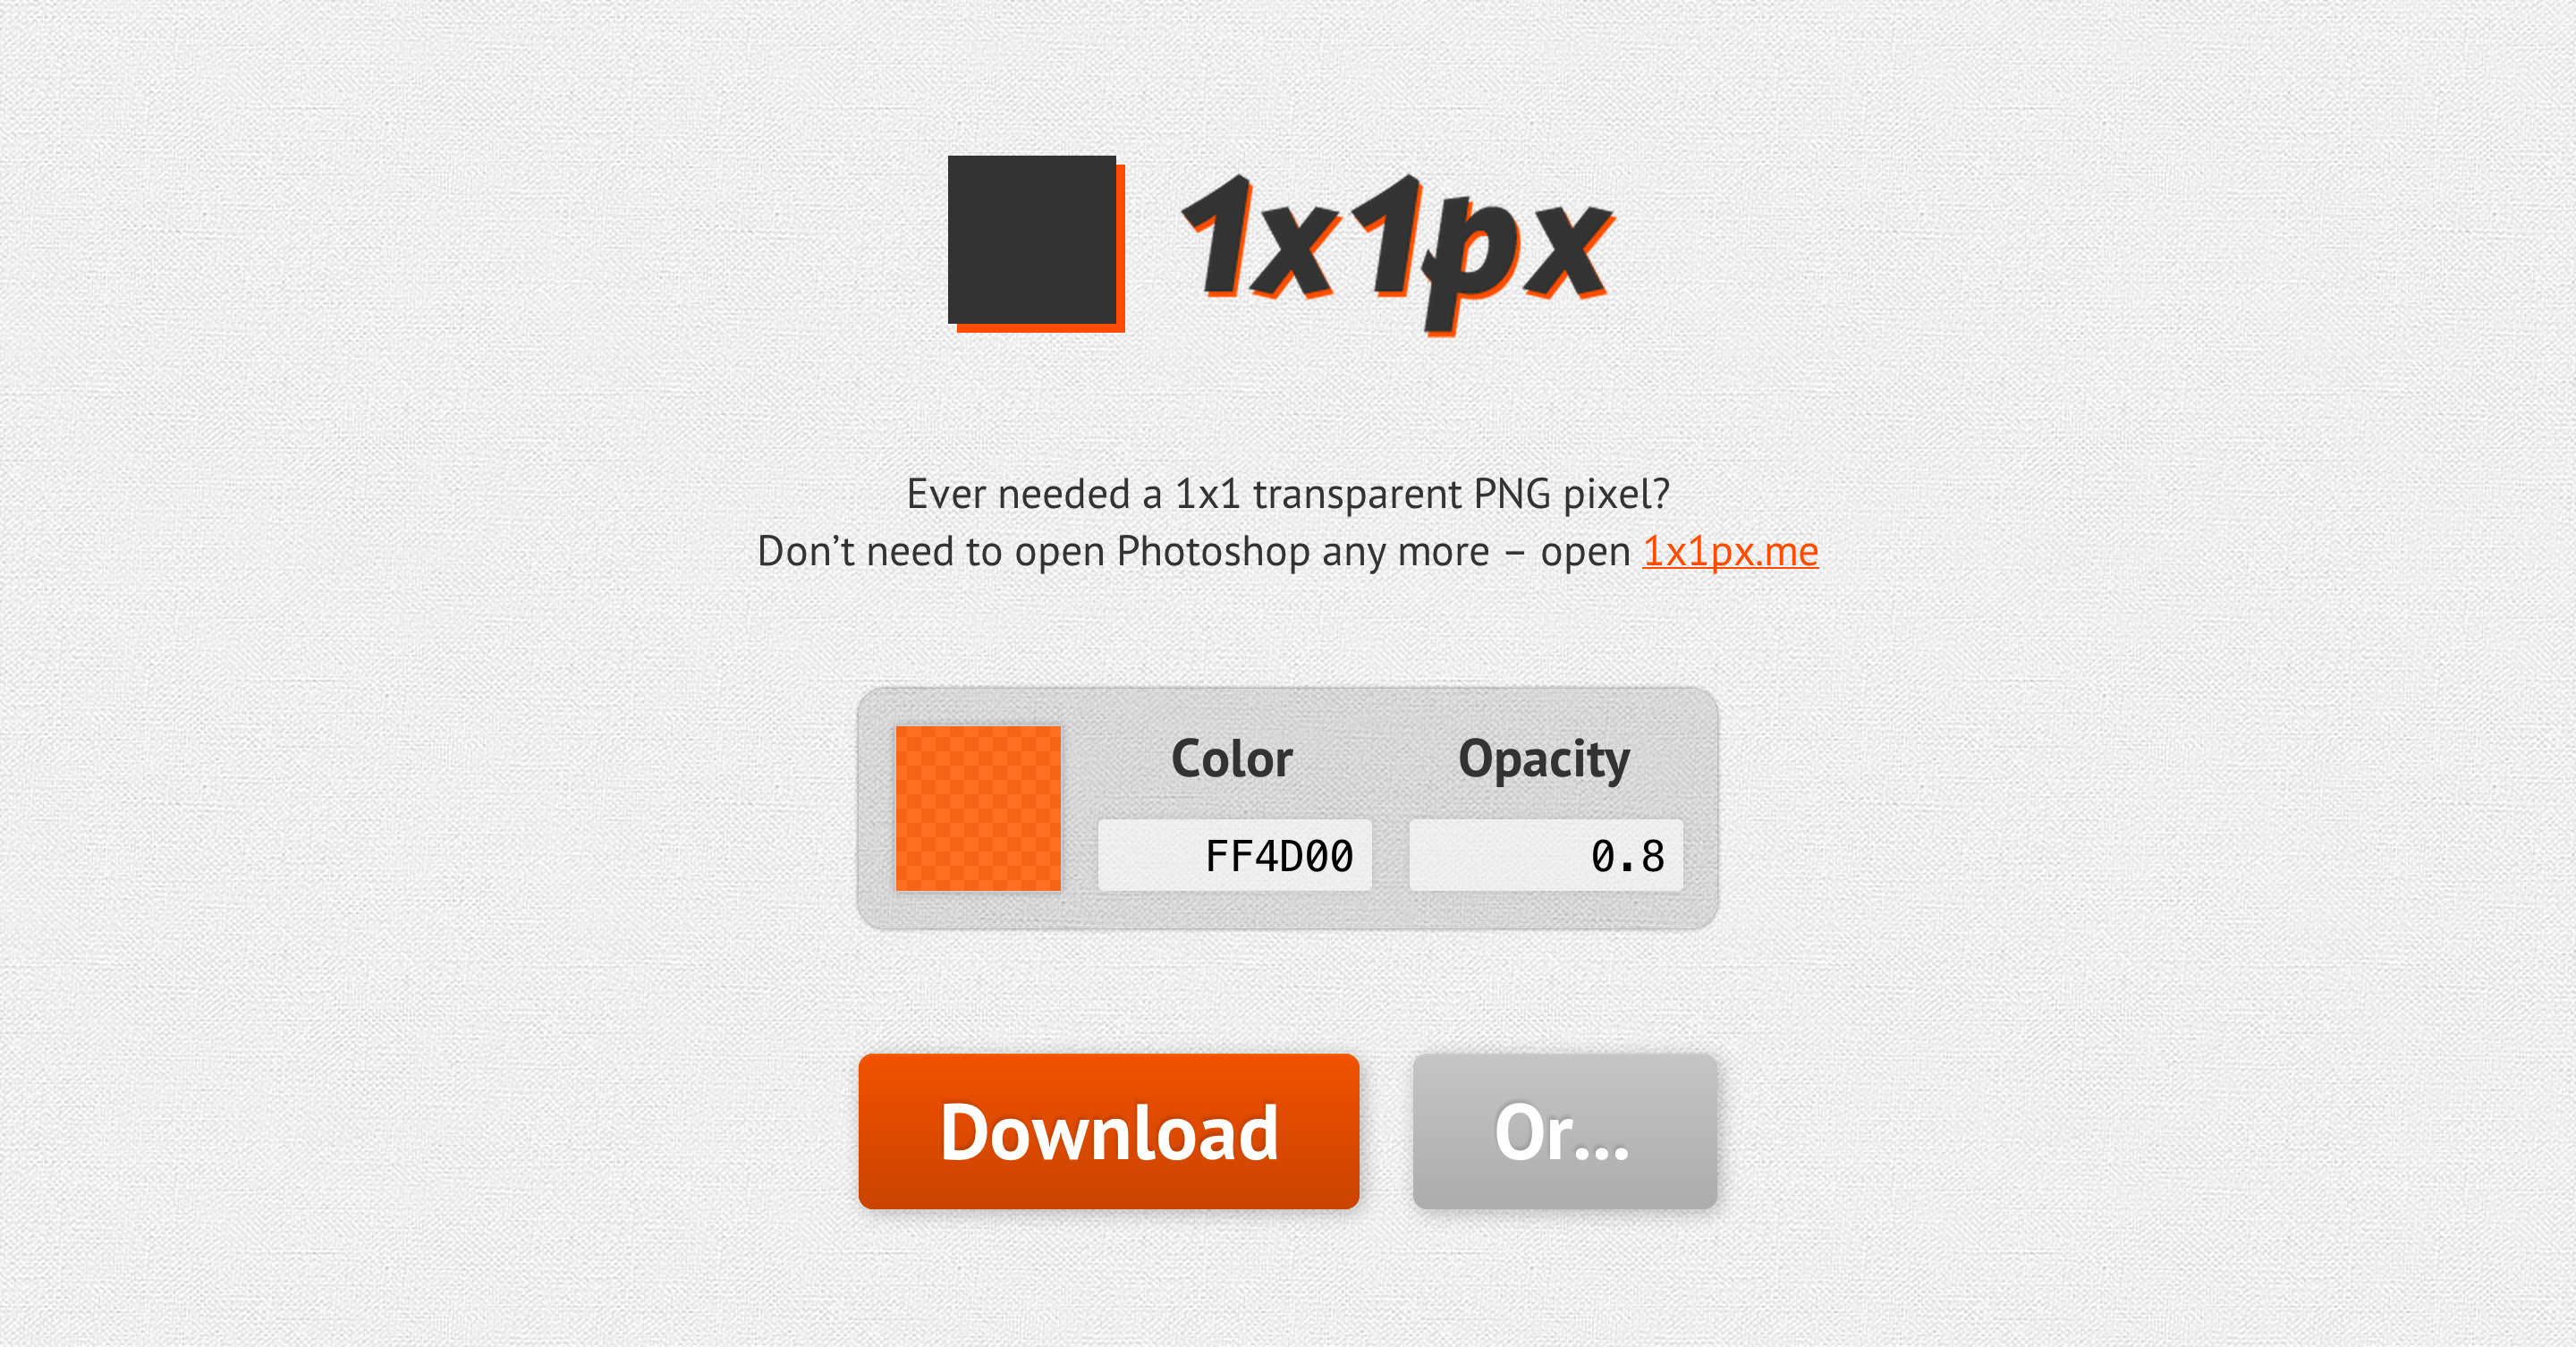 1x1px
Ever needed a 1x1 transparent PNG pixel?
Don’t need to open Photoshop any more – open 1x1px.me
Color
Opacity
FF4D00
0.8
Download
Or...